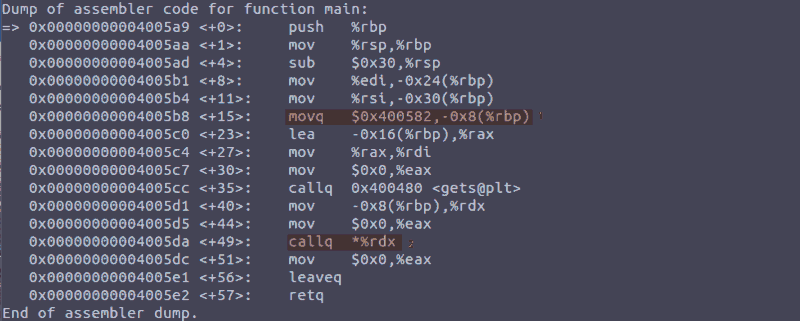 Dump of assembler code for function main:
=> 0x00000000004005a9 <+0>: push %rbp
0x00000000004005aa <+1>: mov %rsp,%rbp
0x00000000004005ad <+4>: sub $0x30,%rsp
0x00000000004005b1 <+8>: mov %edi,-0x24(%rbp)
0x00000000004005b4 <+11>: mov %rsi,-0x30(%rbp)
0x00000000004005b8 <+15>: movq $0x400582,-0x8(%rbp)
0x00000000004005c0 <+23>: lea -0x16(%rbp),%rax
0x00000000004005c4 <+27>: mov %rax,%rdi
0x00000000004005c7 <+30>: mov $0x0,%eax
0x00000000004005cc <+35>: callq 0x400480 <gets@plt>
0x00000000004005d1 <+40>: mov -0x8(%rbp),%rdx
0x00000000004005d5 <+44>: mov $0x0,%eax
0x00000000004005da <+49>: callq *%rdx
0x00000000004005dc <+51>: mov $0x0,%eax
0x00000000004005e1 <+56>: leaveq
0x00000000004005e2 <+57>: retq
End of assembler dump.